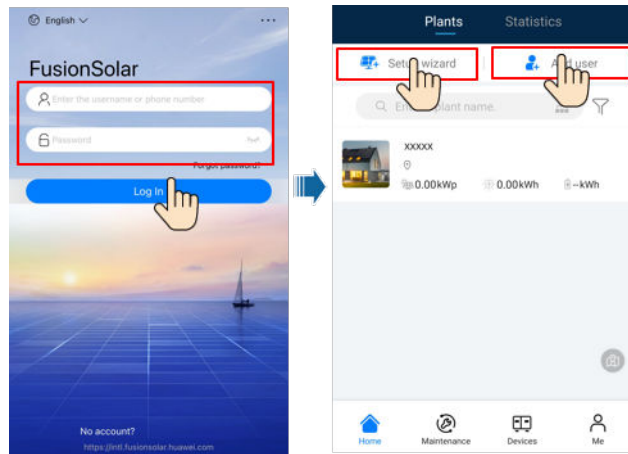 English
FusionSolar
Enter the username or phone number
Password
Forgot password?
Log In
No account?
https://intl.fusionsolar.huawei.com
Plants Statistics
wizard user
plant name.
xxxxx
0.00kWp 0.00kWh --kWh
Home Maintenance Devices Me